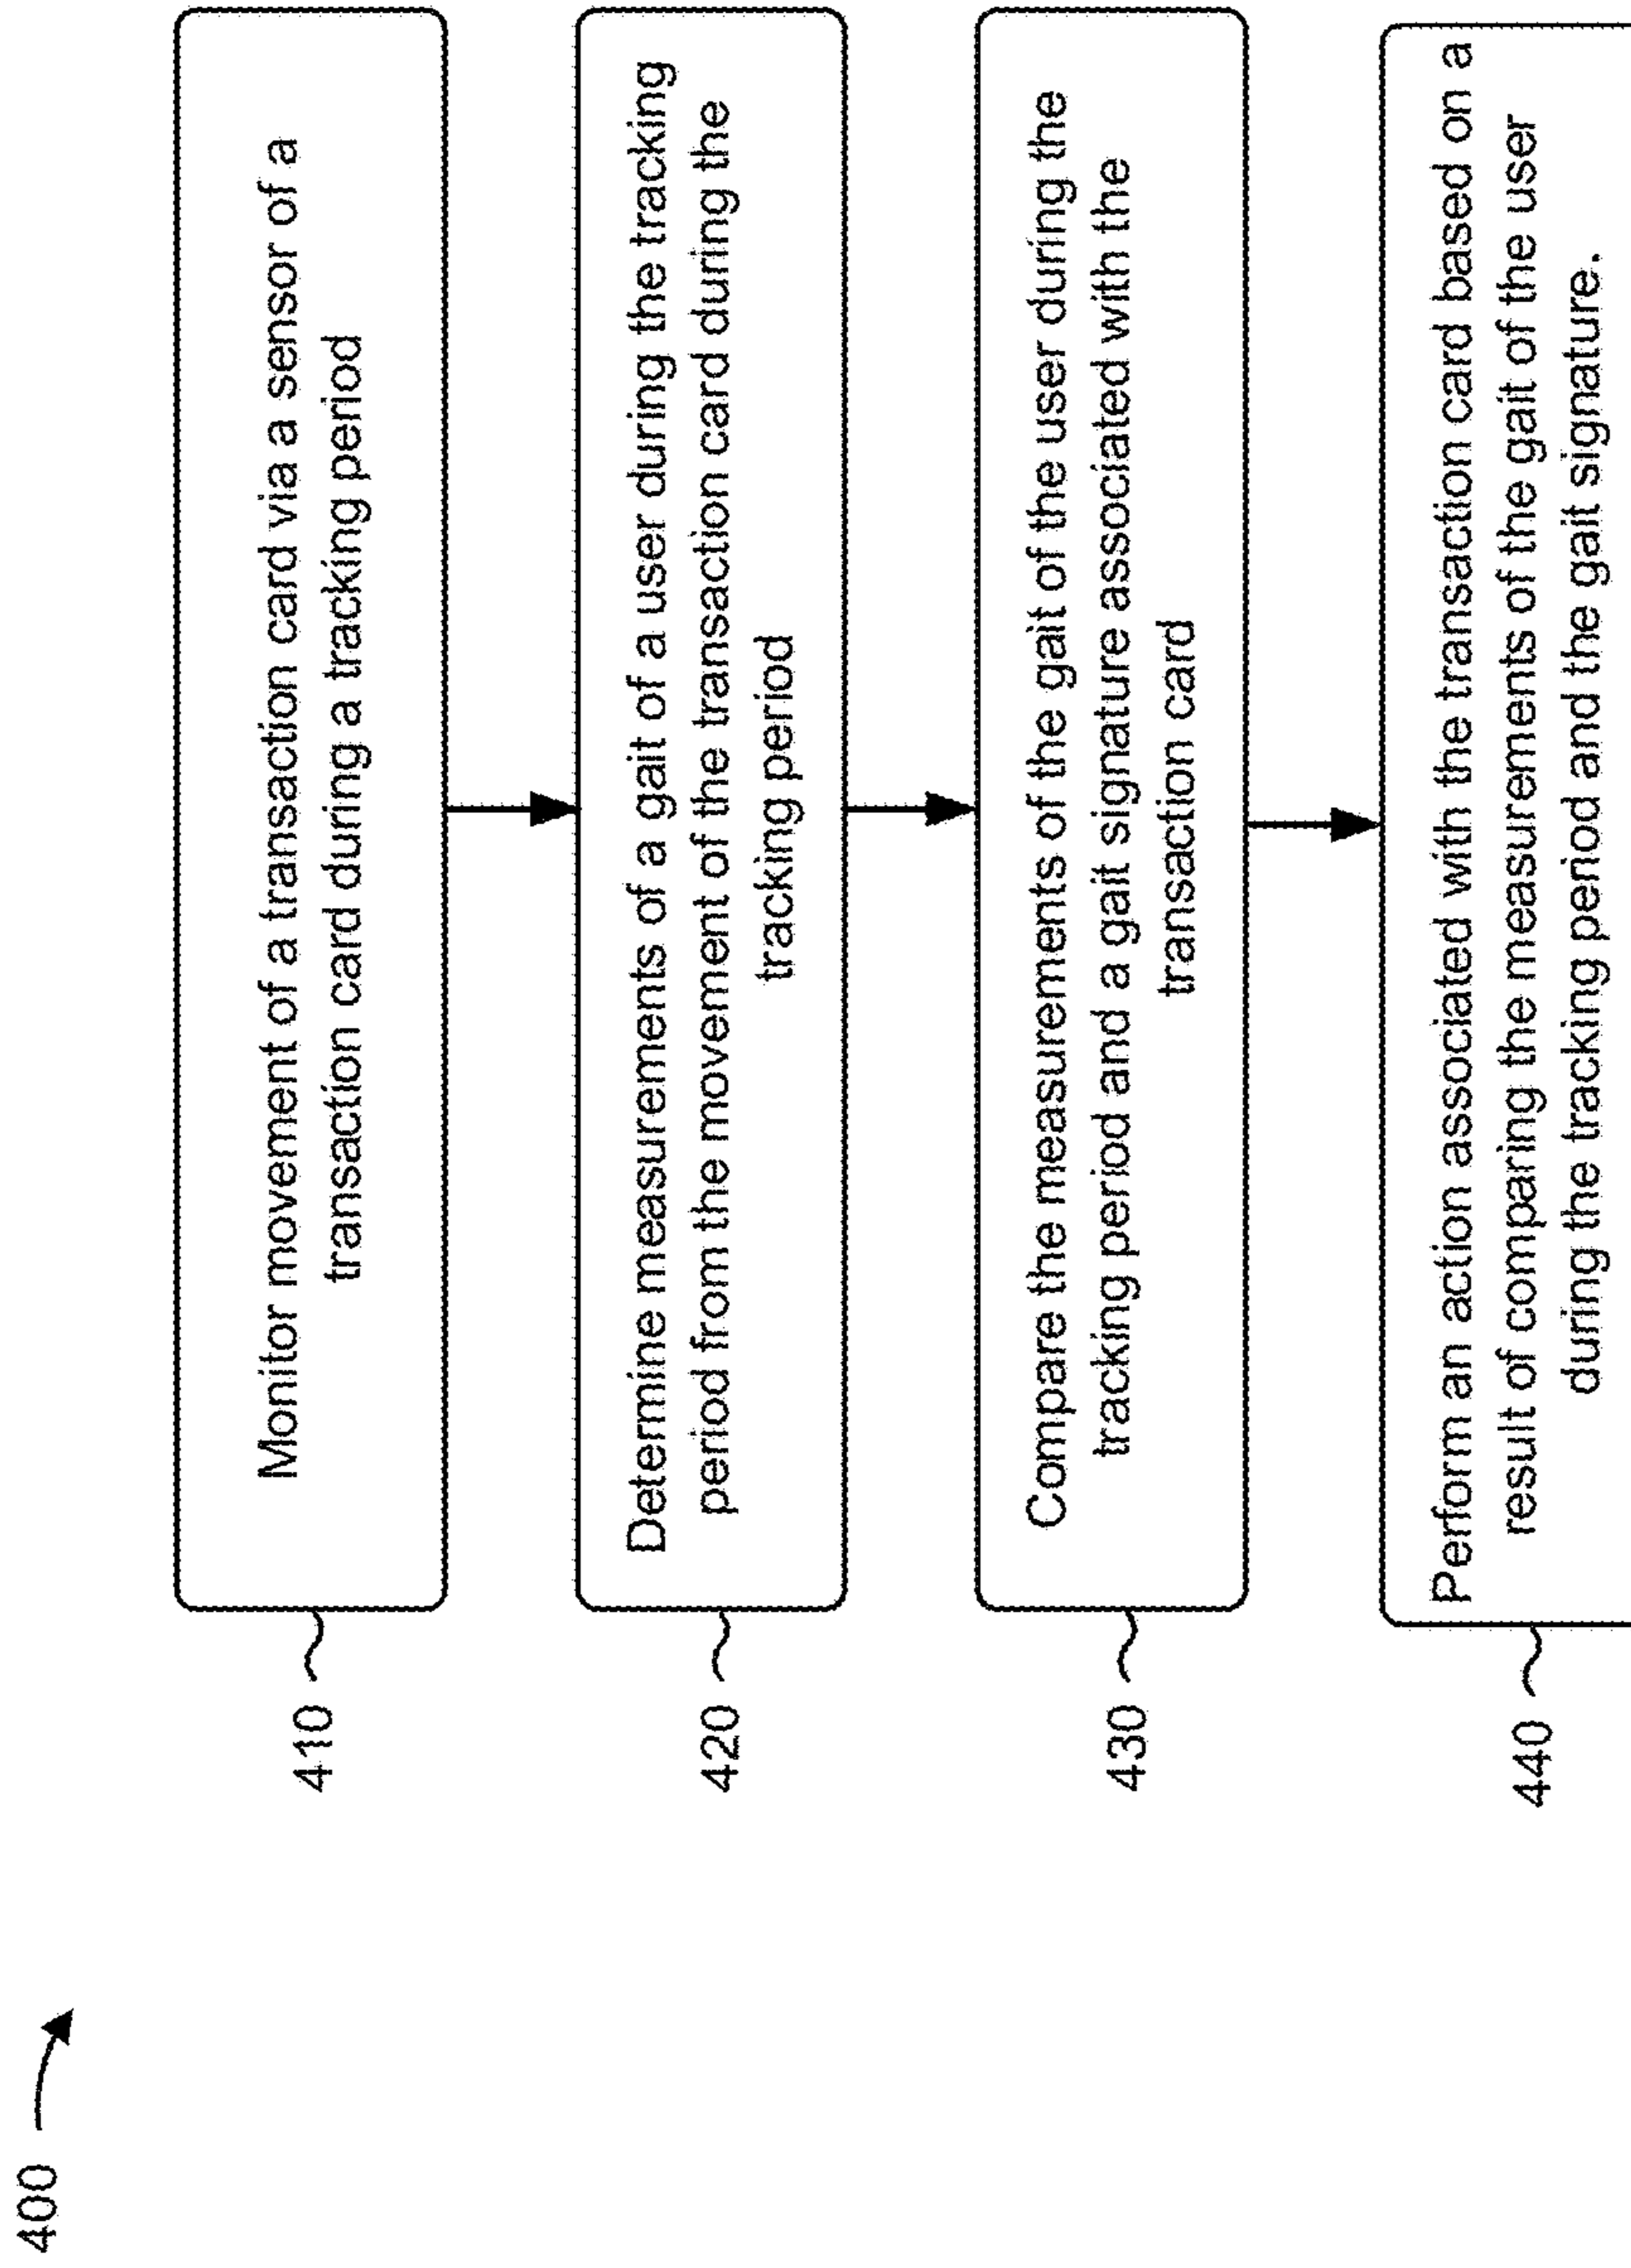 400
410
Monitor movement of a transaction card via a sensor of a
transaction card during a tracking period
420
Determine measurements of a gait of a user during the tracking
period from the movement of the transaction card during the
tracking period
430
Compare the measurements of the gait of the user during the
tracking period and a gait signature associated with the
transaction card
440
Perform an action associated with the transaction card based on a
result of comparing the measurements of the gait of the user
during the tracking period and the gait signature.